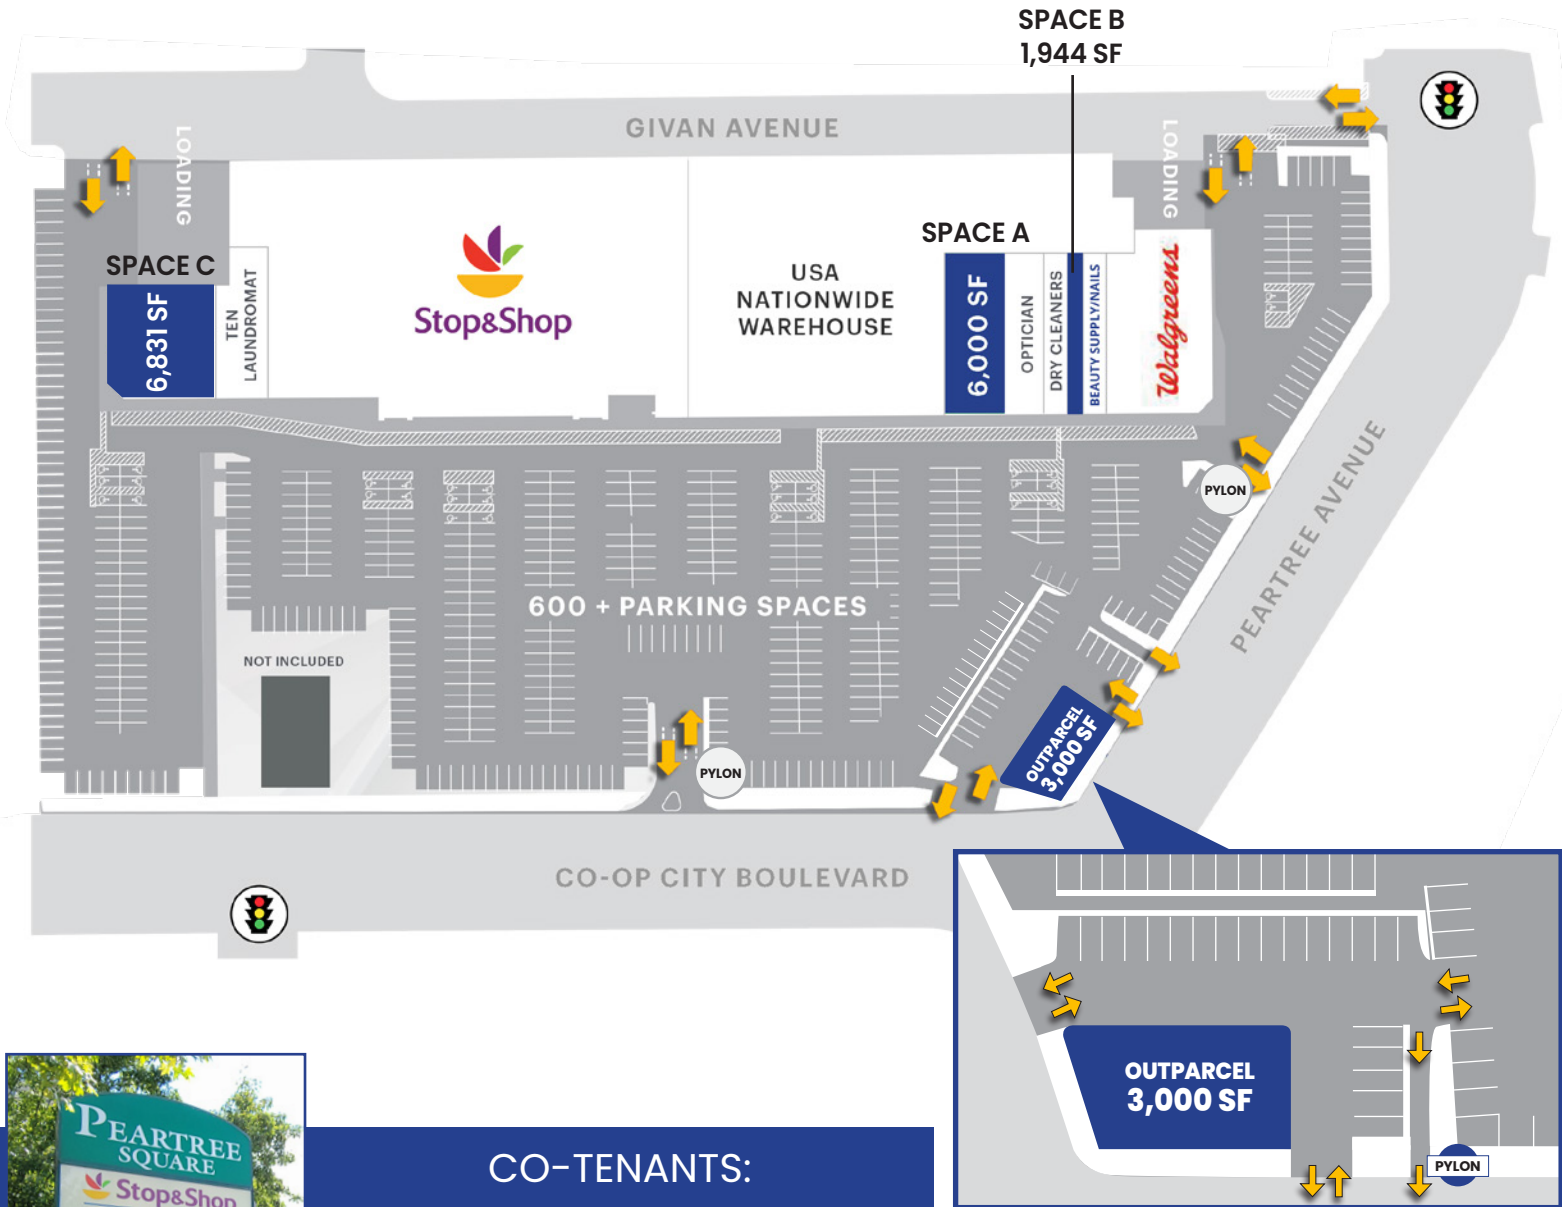 SPACE B
1,944 SF
GIVAN AVENUE
LOADING
LOADING
SPACE A
SPACE C
6,831 SF
TEN
LAUNDROMAT
Stop&Shop
USA
NATIONWIDE
WAREHOUSE
6,000 SF
OPTICIAN
DRY CLEANERS
BEAUTY SUPPLY/NAILS
Walgreens
PYLON
PEARTREE AVENUE
600 + PARKING SPACES
NOT INCLUDED
OUTPARCEL
3,000 SF
PYLON
CO-OP CITY BOULEVARD
OUTPARCEL
3,000 SF
PYLON
PEARTREE
SQUARE
Stop&Shop
CO-TENANTS: